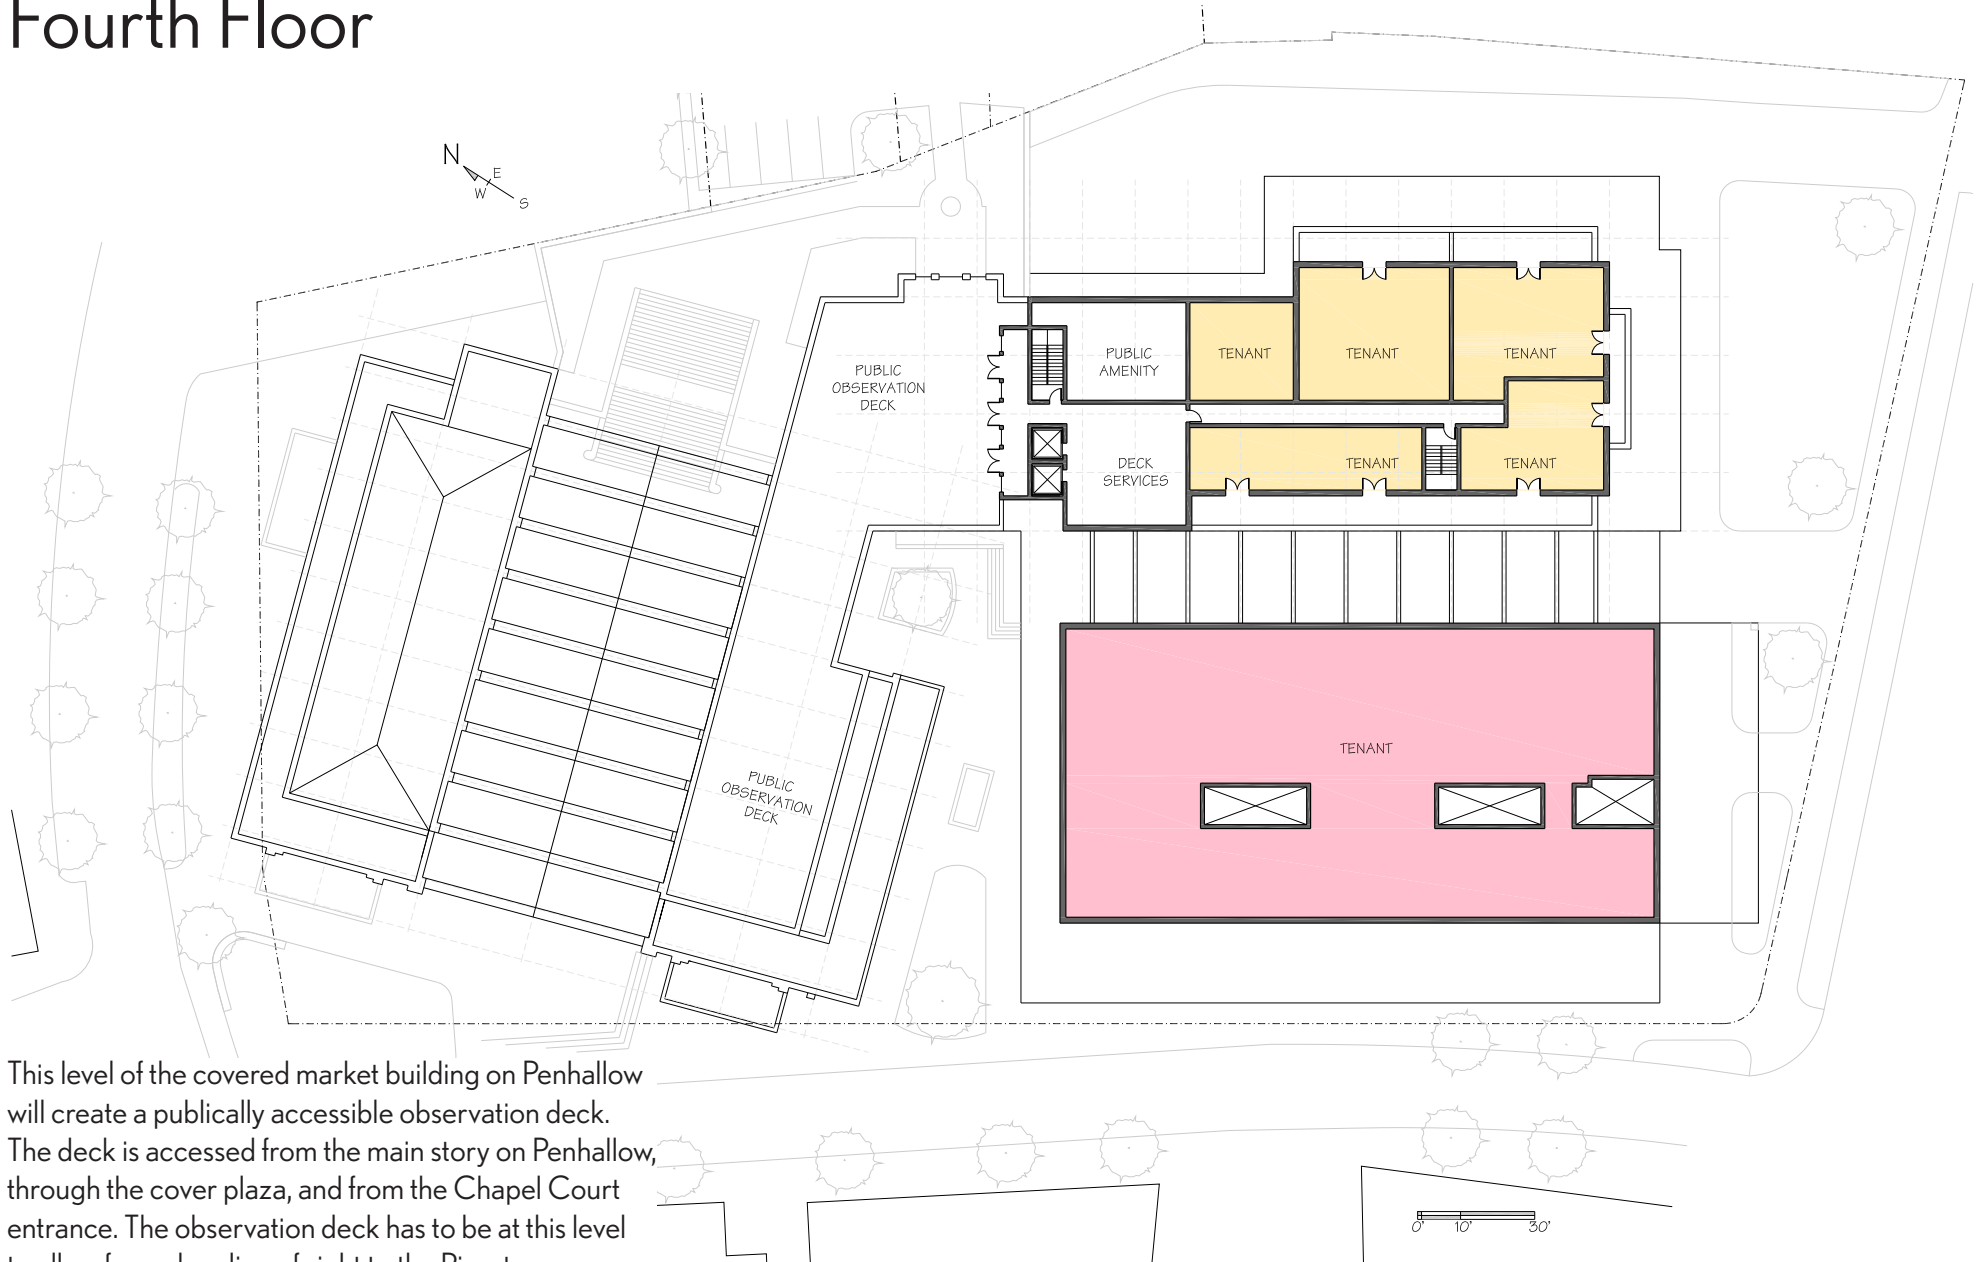 Fourth Floor
N
E
W
S
PUBLIC
OBSERVATION
DECK
PUBLIC
AMENITY
TENANT
TENANT
TENANT
DECK
SERVICES
TENANT
TENANT
TENANT
PUBLIC
OBSERVATION
DECK
This level of the covered market building on Penhallow
will create a publically accessible observation deck.
The deck is accessed from the main story on Penhallow,
through the cover plaza, and from the Chapel Court
entrance. The observation deck has to be at this level
0' 10' 30'